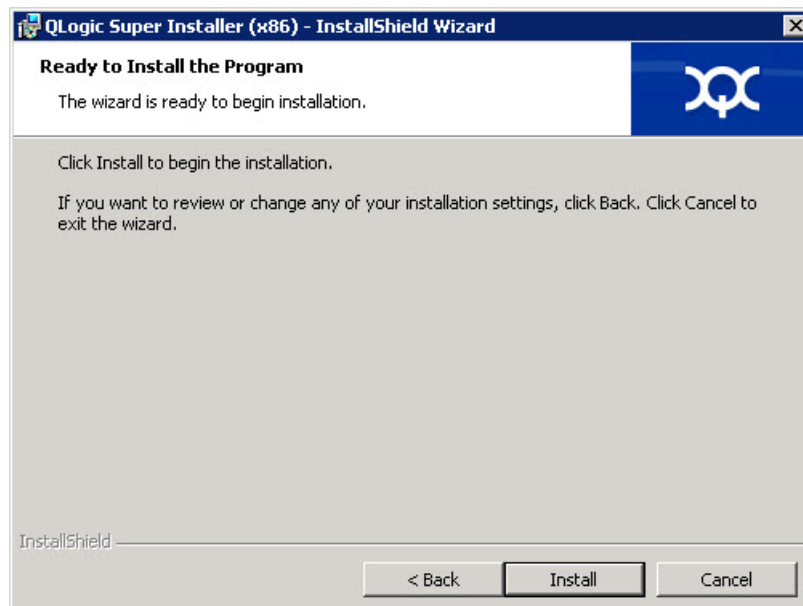 QLogic Super Installer (x86) - InstallShield Wizard
Ready to Install the Program
The wizard is ready to begin installation.
Click Install to begin the installation.
If you want to review or change any of your installation settings, click Back. Click Cancel to
exit the wizard.
InstallShield
< Back
Install
Cancel